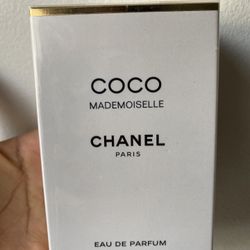 COCO
MADEMOISELLE
CHANEL
PARIS
EAU DE PARFUM